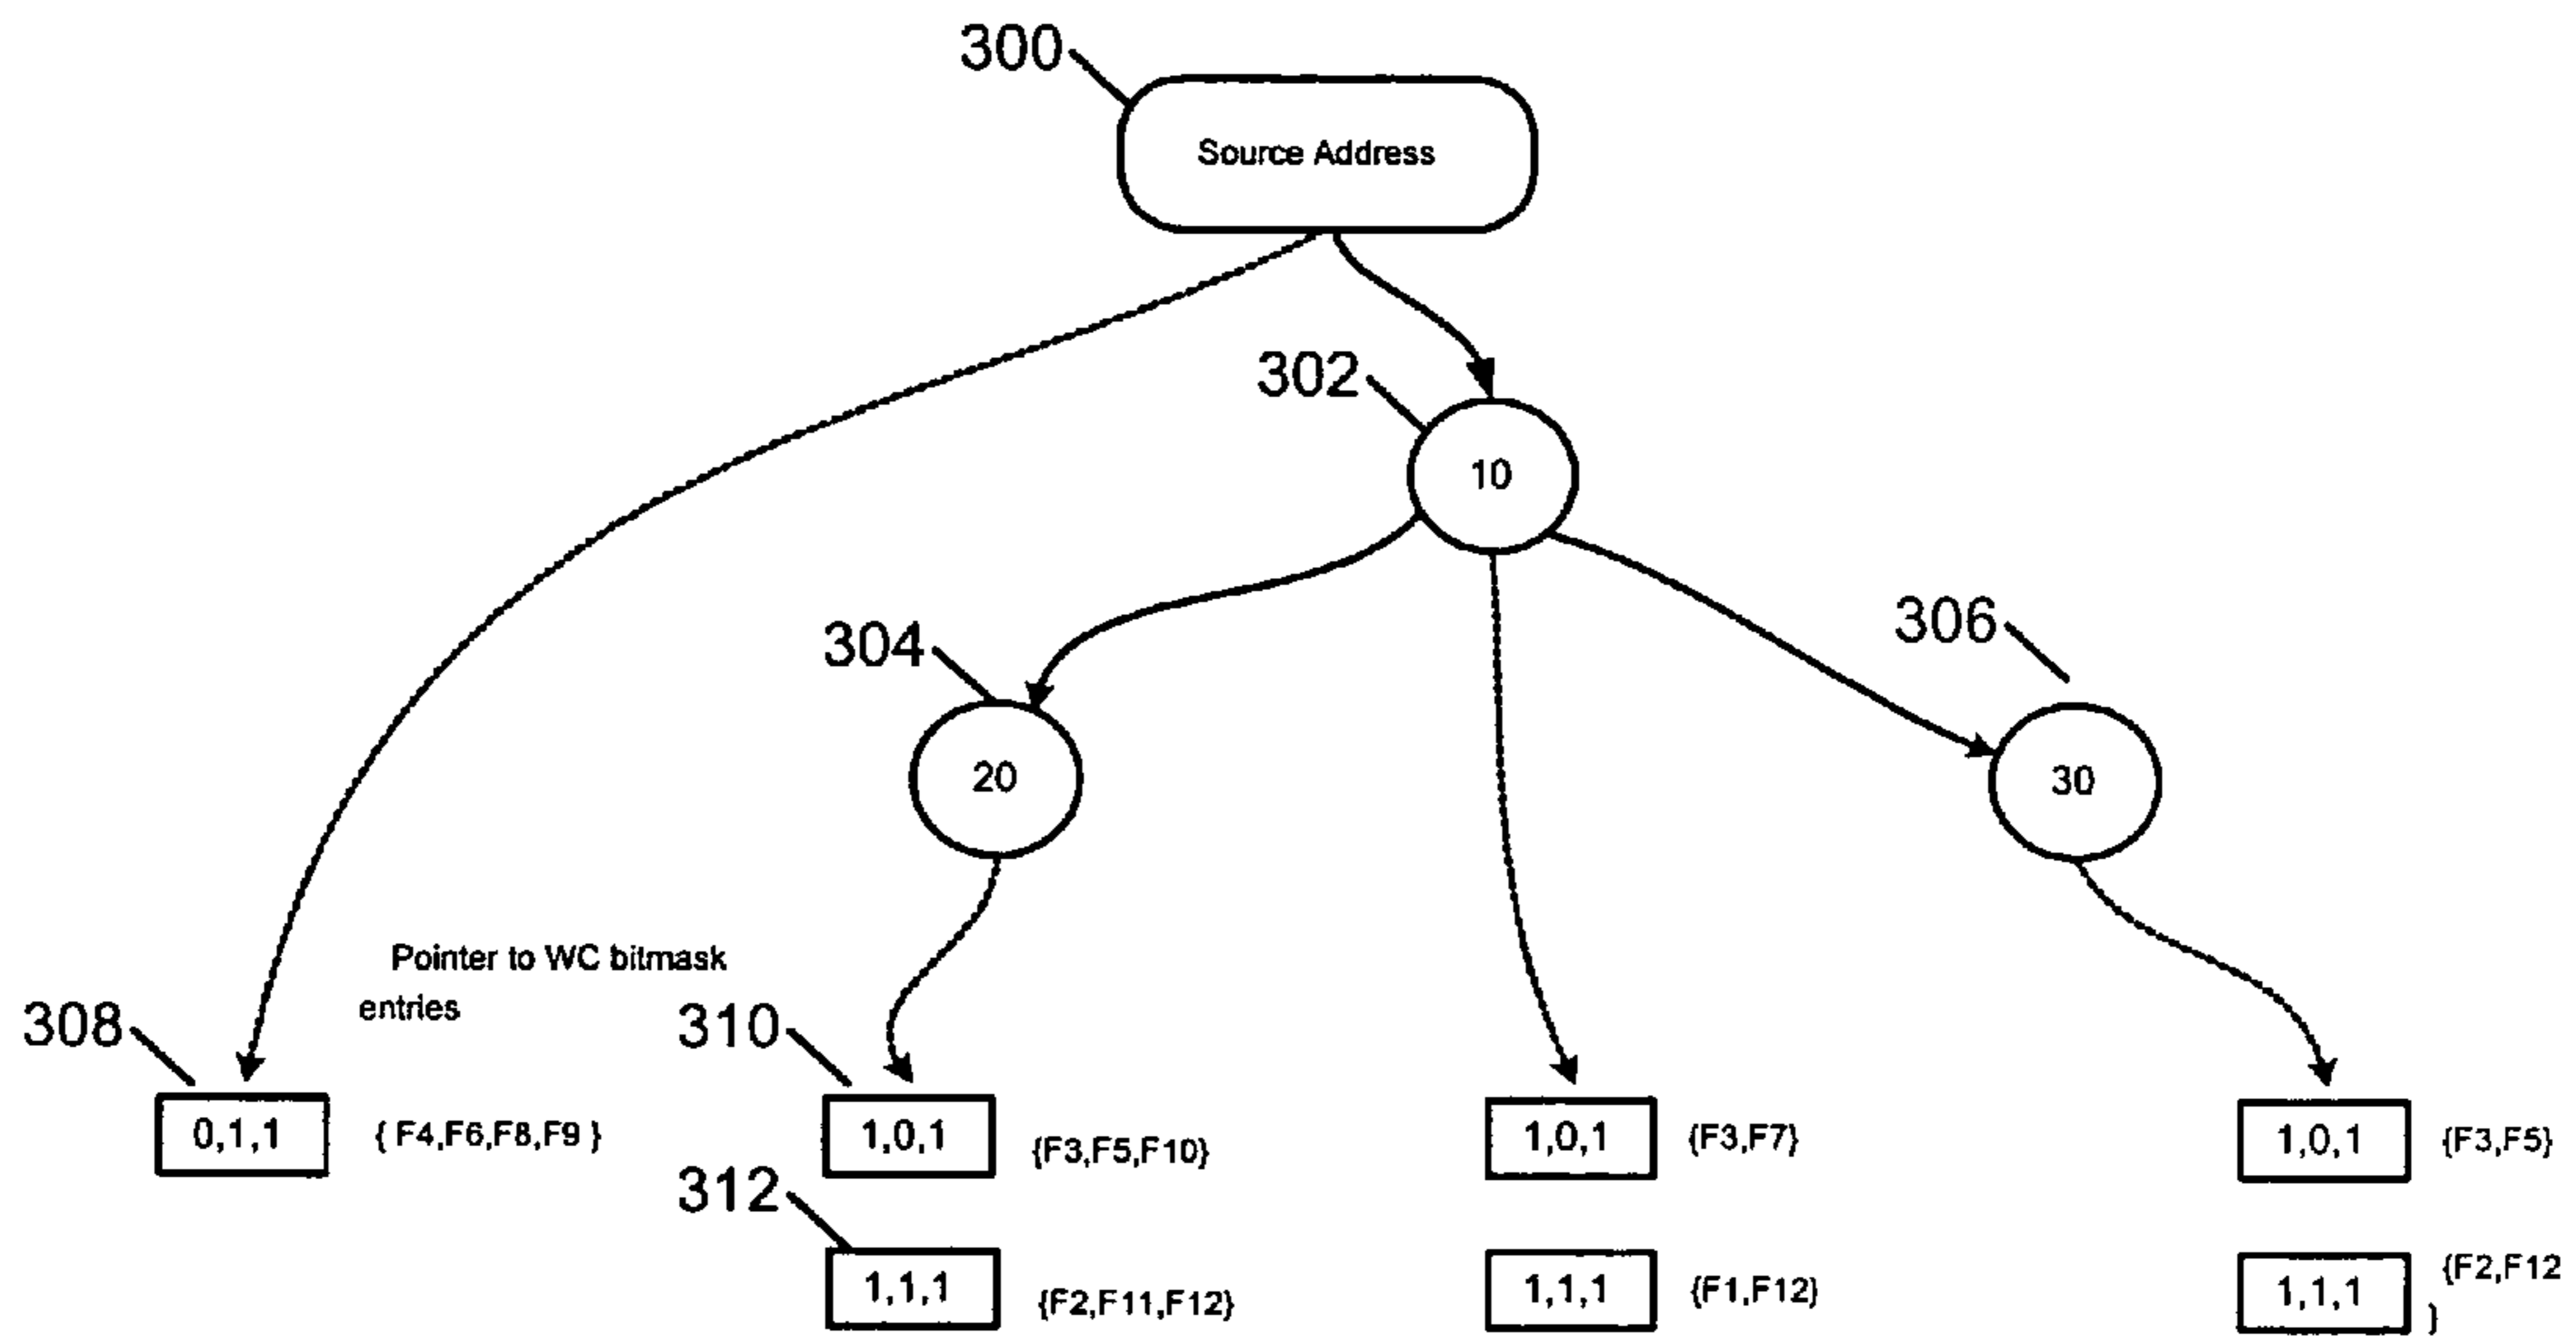 300
Source Address
302
10
304
306
20
30
Pointer to WC bitmask
entries
308
310
0,1,1 { F4,F6,F8,F9 }
1,0,1 {F3,F5,F10}
1,0,1 {F3,F7}
1,0,1 {F3,F5}
312
1,1,1 {F2,F11,F12}
1,1,1 {F1,F12}
1,1,1 {F2,F12
}